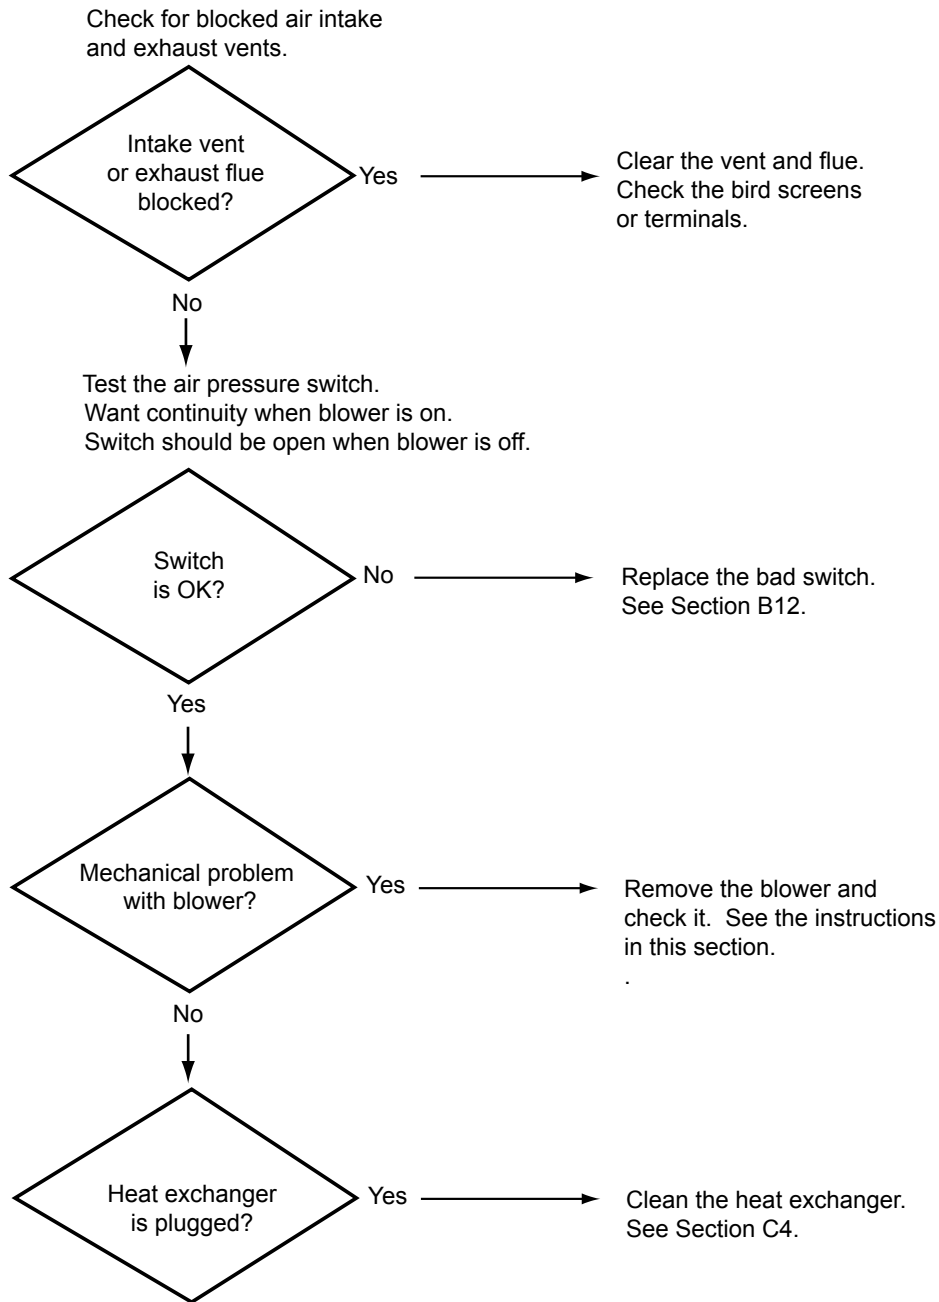 Check for blocked air intake
and exhaust vents.
Intake vent
or exhaust flue
blocked?
Yes
Clear the vent and flue.
Check the bird screens
or terminals.
No
Test the air pressure switch.
Want continuity when blower is on.
Switch should be open when blower is off.
Switch
is OK?
No
Replace the bad switch.
See Section B12.
Yes
Mechanical problem
with blower?
Yes
Remove the blower and
check it.  See the instructions
in this section.
.
No
Heat exchanger
is plugged?
Yes
Clean the heat exchanger.
See Section C4.